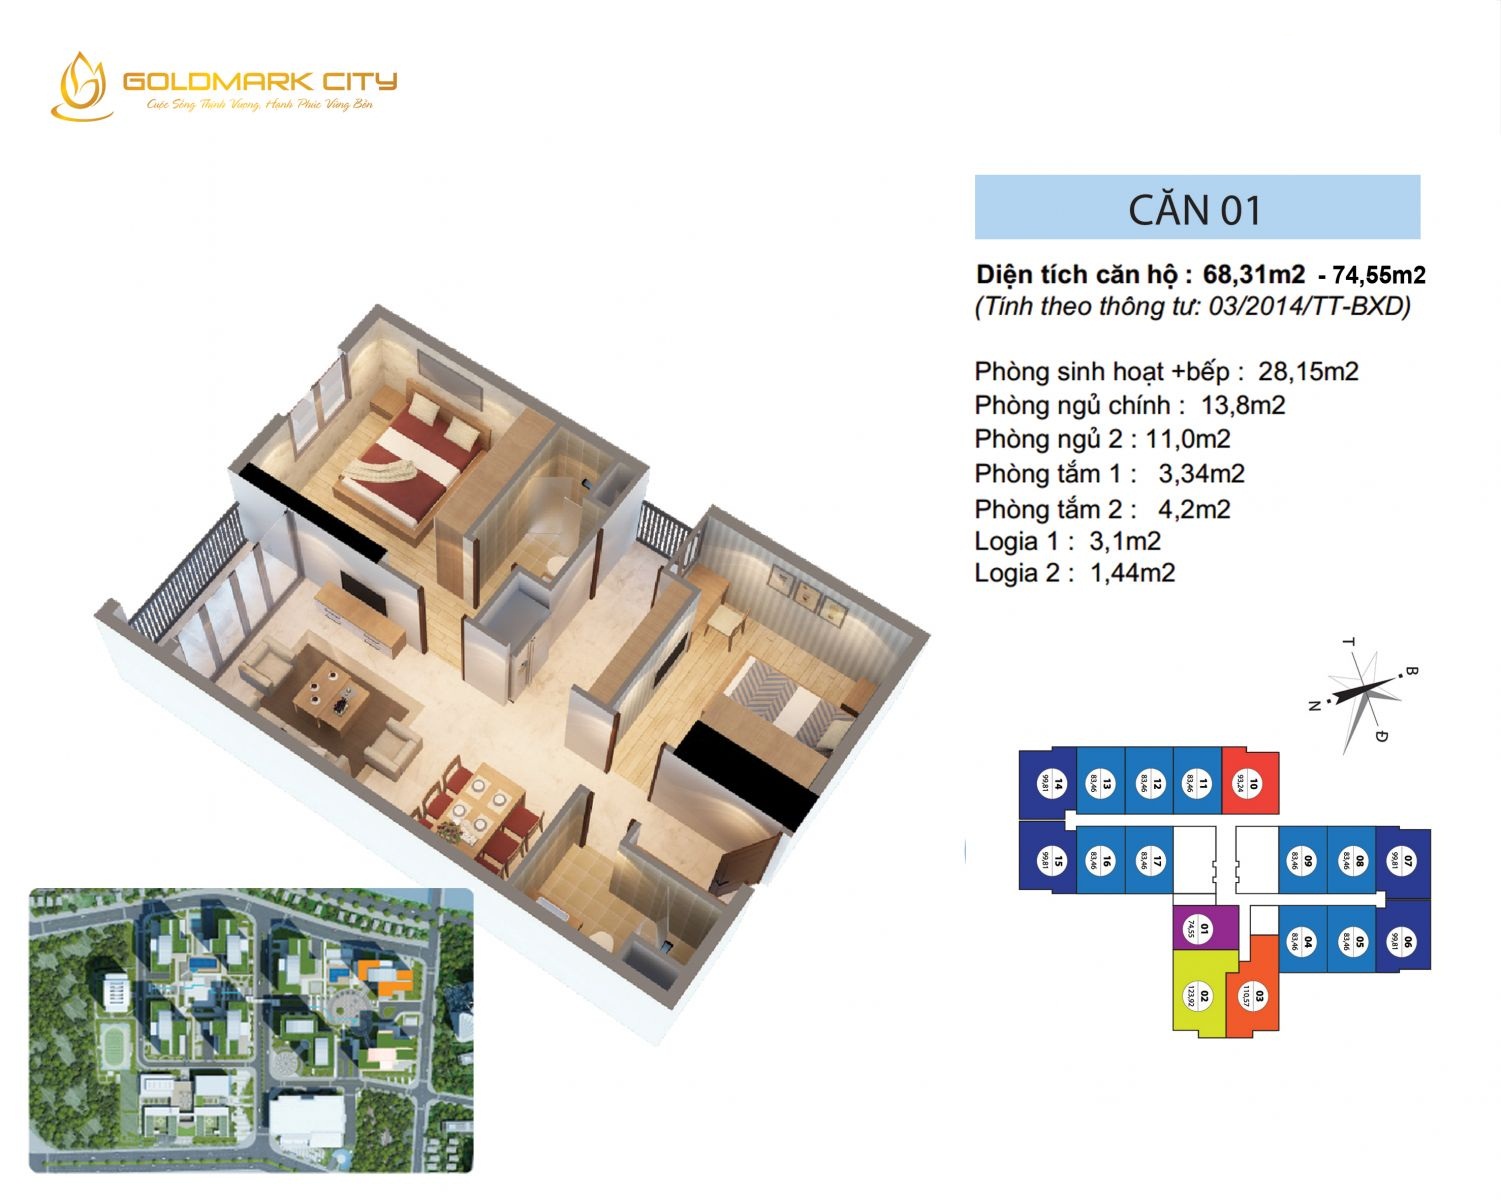 GOLDMARK CITY
Cuộc Sống Thịnh Vượng, Hạnh Phúc Vững Bền
CĂN 01
Diện tích căn hộ : 68,31m2 - 74,55m2
(Tính theo thông tư: 03/2014/TT-BXD)
Phòng sinh hoạt +bếp : 28,15m2
Phòng ngủ chính : 13,8m2
Phòng ngủ 2 : 11,0m2
Phòng tắm 1 : 3,34m2
Phòng tắm 2 : 4,2m2
Logia 1 : 3,1m2
Logia 2 : 1,44m2
T
B
N
Đ
14 99,81
13 83,46
12 83,46
11 83,46
10 93,24
15 99,81
16 83,46
17 83,46
09 83,46
08 83,46
07 99,81
01 74,55
04 83,46
05 83,46
06 99,81
02 123,92
03 110,57